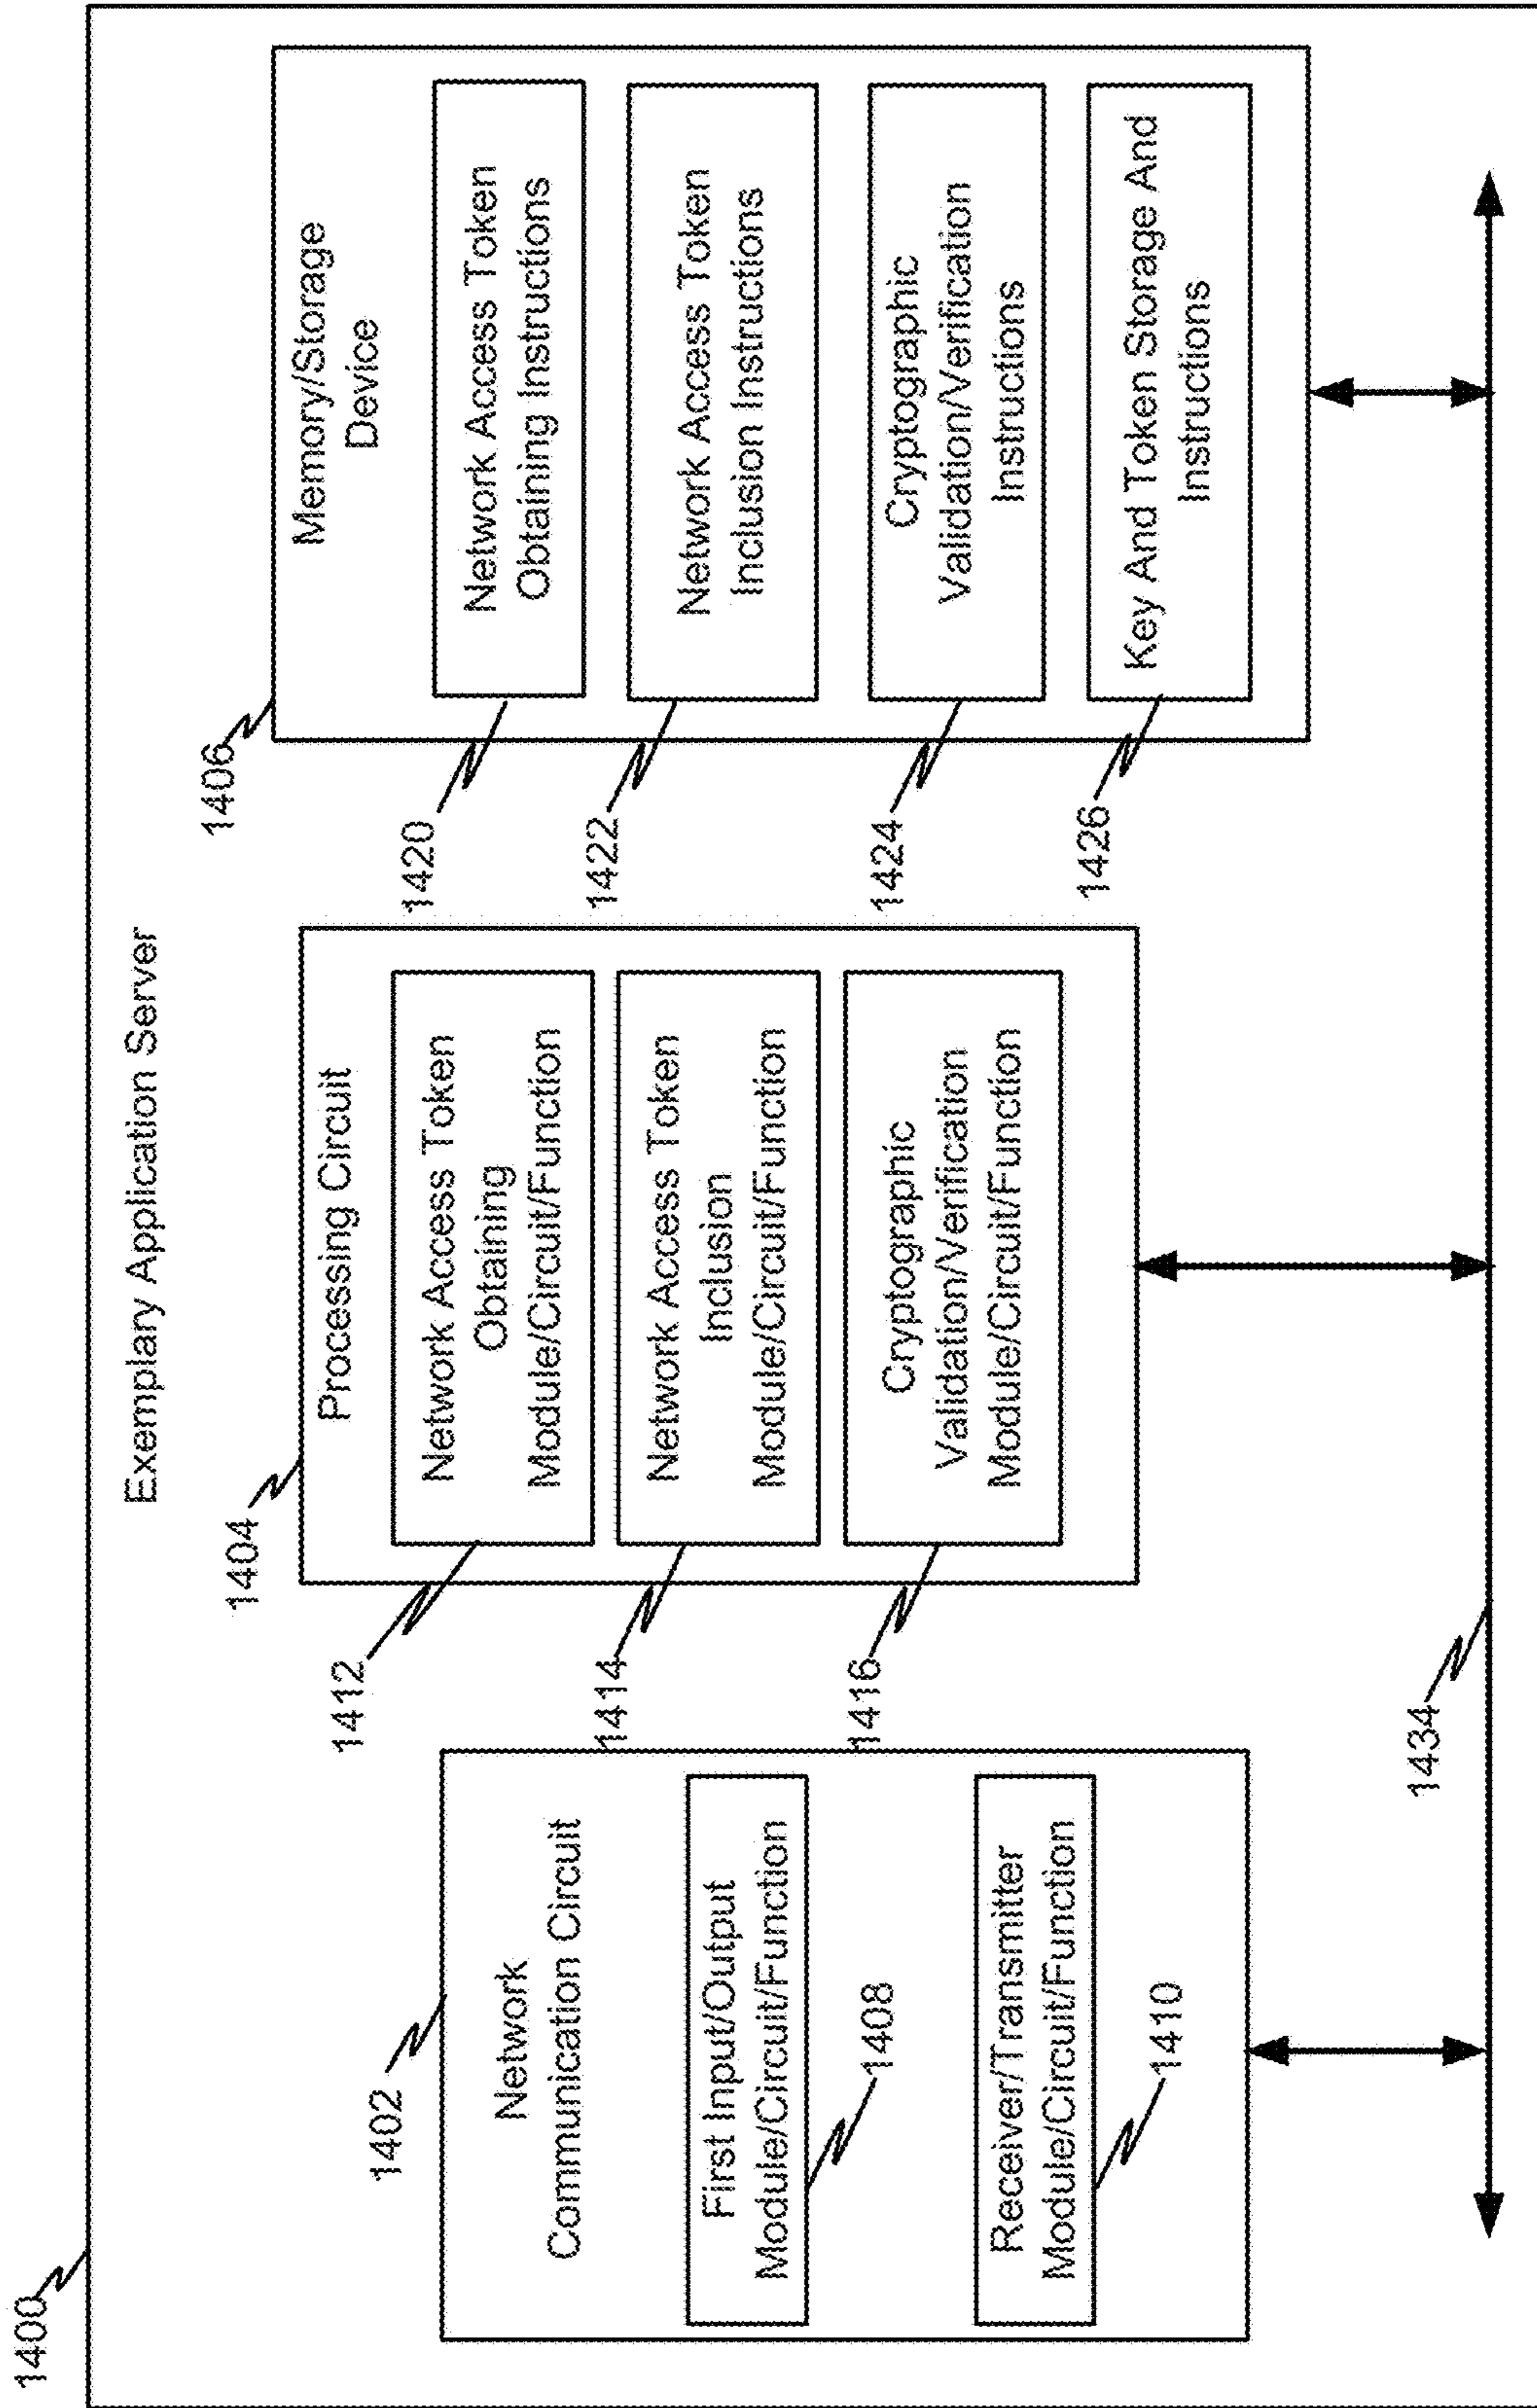 1400
Exemplary Application Server
1402
Network
Communication Circuit
First Input/Output
Module/Circuit/Function
1408
Receiver/Transmitter
Module/Circuit/Function
1410
1404
Processing Circuit
1412
Network Access Token
Obtaining
Module/Circuit/Function
1414
Network Access Token
Inclusion
Module/Circuit/Function
1416
Cryptographic
Validation/Verification
Module/Circuit/Function
1406
Memory/Storage
Device
1420
Network Access Token
Obtaining Instructions
1422
Network Access Token
Inclusion Instructions
1424
Cryptographic
Validation/Verification
Instructions
1426
Key And Token Storage And
Instructions
1434